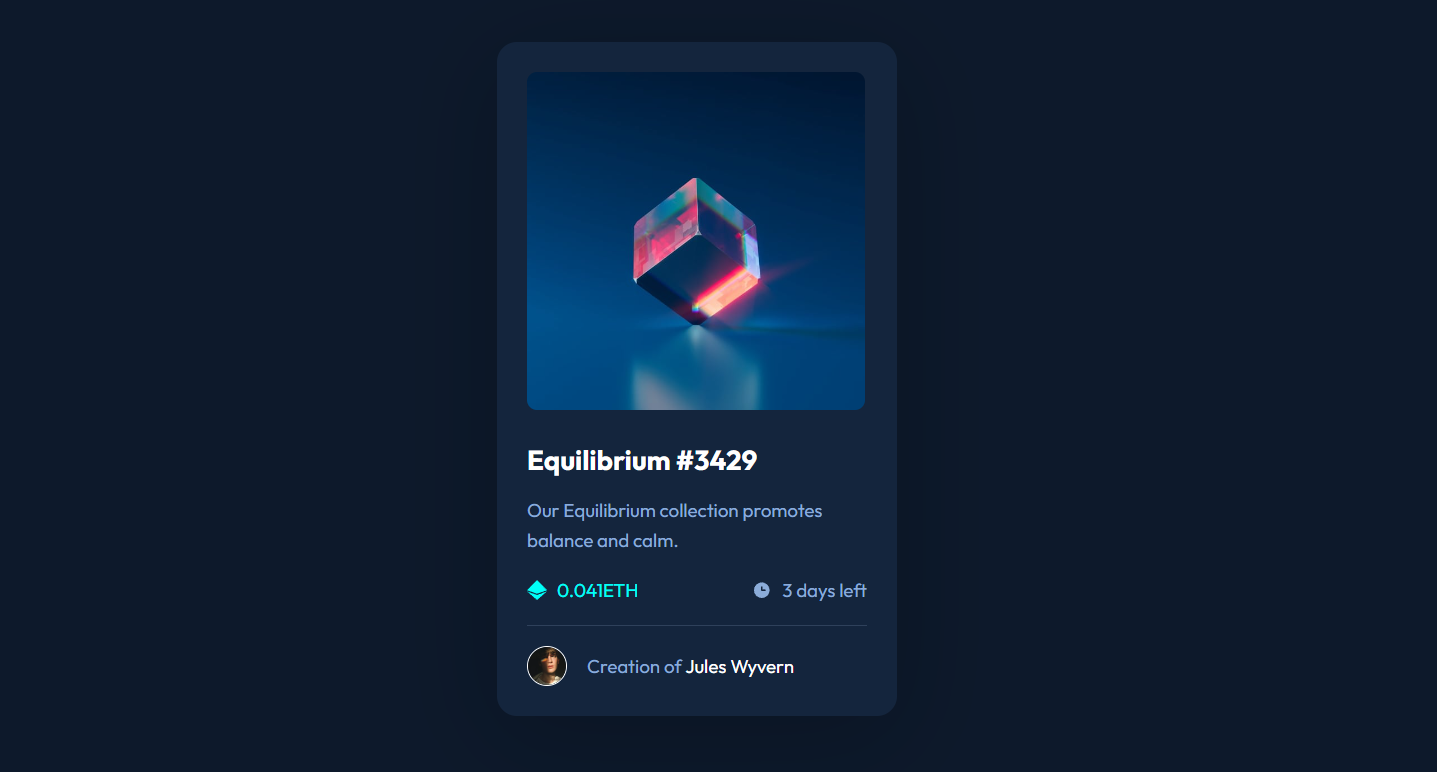 Equilibrium #3429
Our Equilibrium collection promotes
balance and calm.
0.041ETH
3 days left
Creation of Jules Wyvern